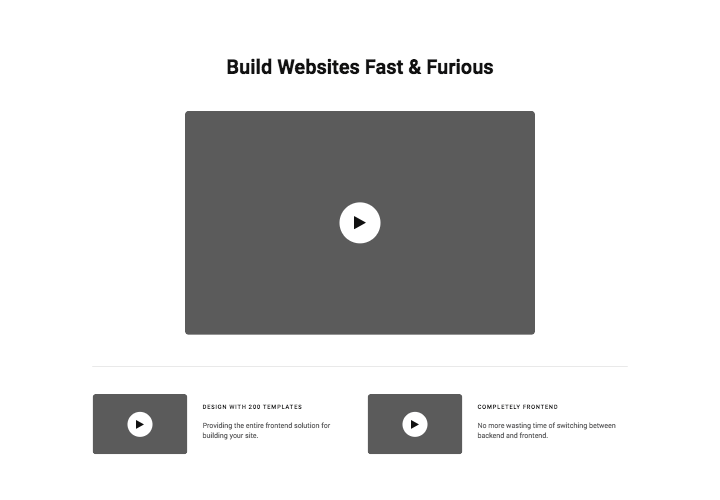 Build Websites Fast & Furious
DESIGN WITH 200 TEMPLATES
Providing the entire frontend solution for
building your site.
COMPLETELY FRONTEND
No more wasting time of switching between
backend and frontend.